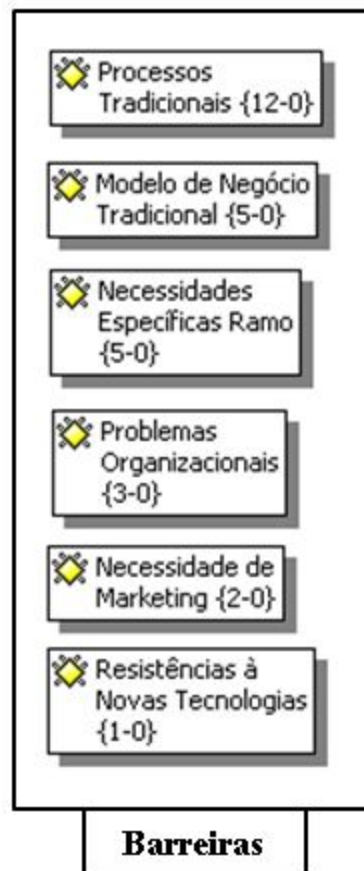 Processos
Tradicionais {12-0}
Modelo de Negócio
Tradicional {5-0}
Necessidades
Específicas Ramo
{5-0}
Problemas
Organizacionais
{3-0}
Necessidade de
Marketing {2-0}
Resistências à
Novas Tecnologias
{1-0}
Barreiras